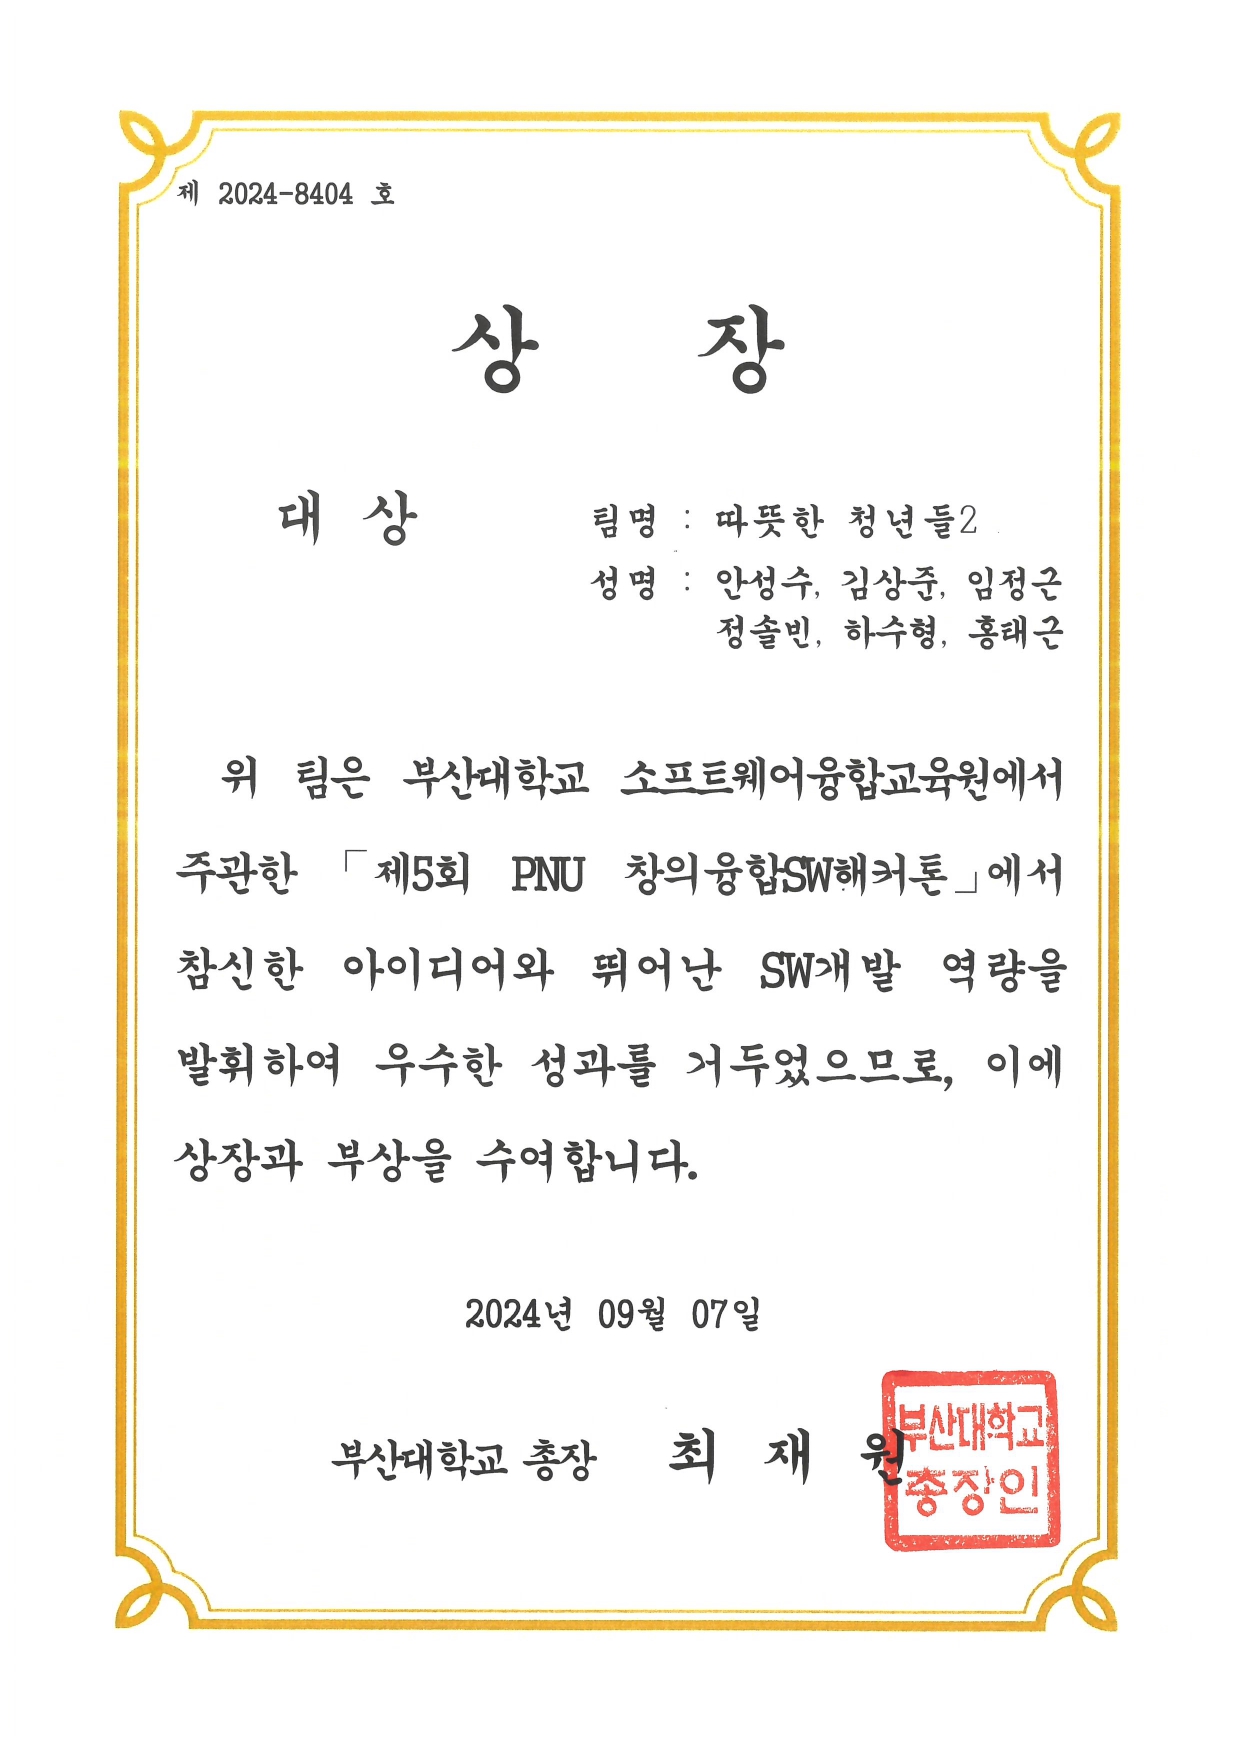 제 2024-8404 호
상 장
대 상
팀명 : 따뜻한 청년들2
성명 : 안성수, 김상준, 임정근
정솔빈, 하수형, 홍태근
위 팀은 부산대학교 소프트웨어융합교육원에서
주관한 「제5회 PNU 창의융합SW해커톤」에서
참신한 아이디어와 뛰어난 SW개발 역량을
발휘하여 우수한 성과를 거두었으므로, 이에
상장과 부상을 수여합니다.
2024년 09월 07일
부산대학교 총장 최 재 원
부산대학교
총장인